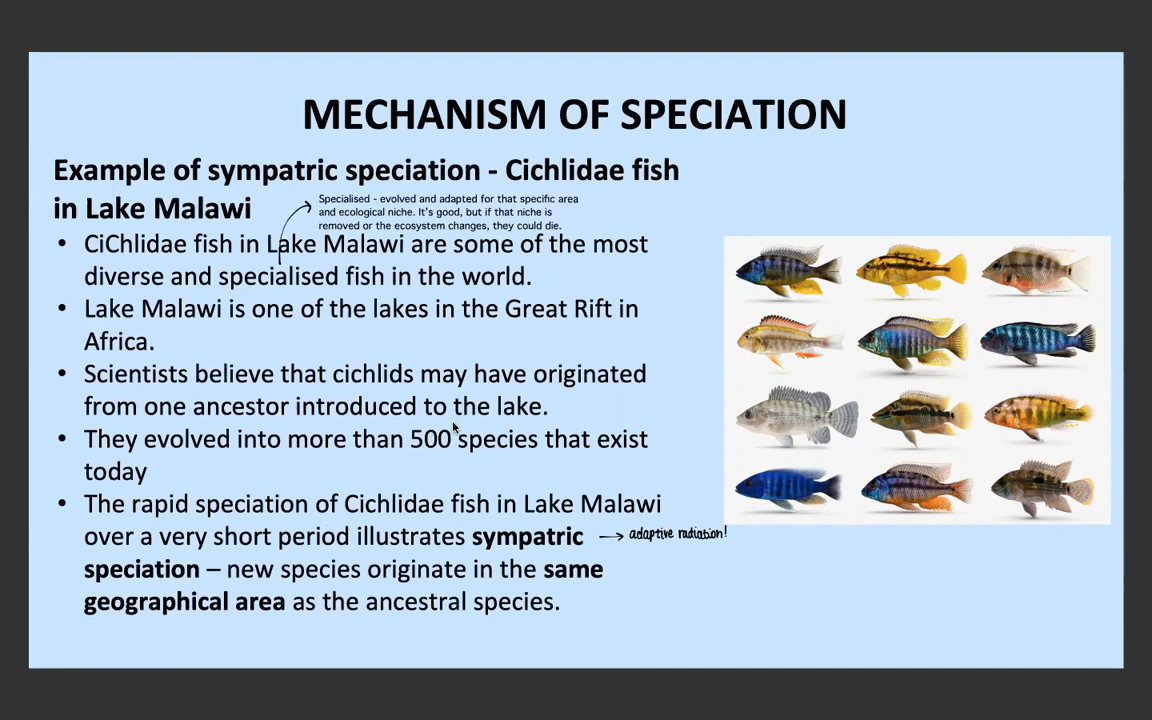 MECHANISM OF SPECIATION
Example of sympatric speciation - Cichlidae fish
in Lake Malawi
Specialised - evolved and adapted for that specific area
and ecological niche. It's good, but if that niche is
removed or the ecosystem changes, they could die.
• CiChlidae fish in Lake Malawi are some of the most
diverse and specialised fish in the world.
• Lake Malawi is one of the lakes in the Great Rift in
Africa.
• Scientists believe that cichlids may have originated
from one ancestor introduced to the lake.
• They evolved into more than 500 species that exist
today
• The rapid speciation of Cichlidae fish in Lake Malawi
over a very short period illustrates sympatric → adaptive radiation!
speciation – new species originate in the same
geographical area as the ancestral species.